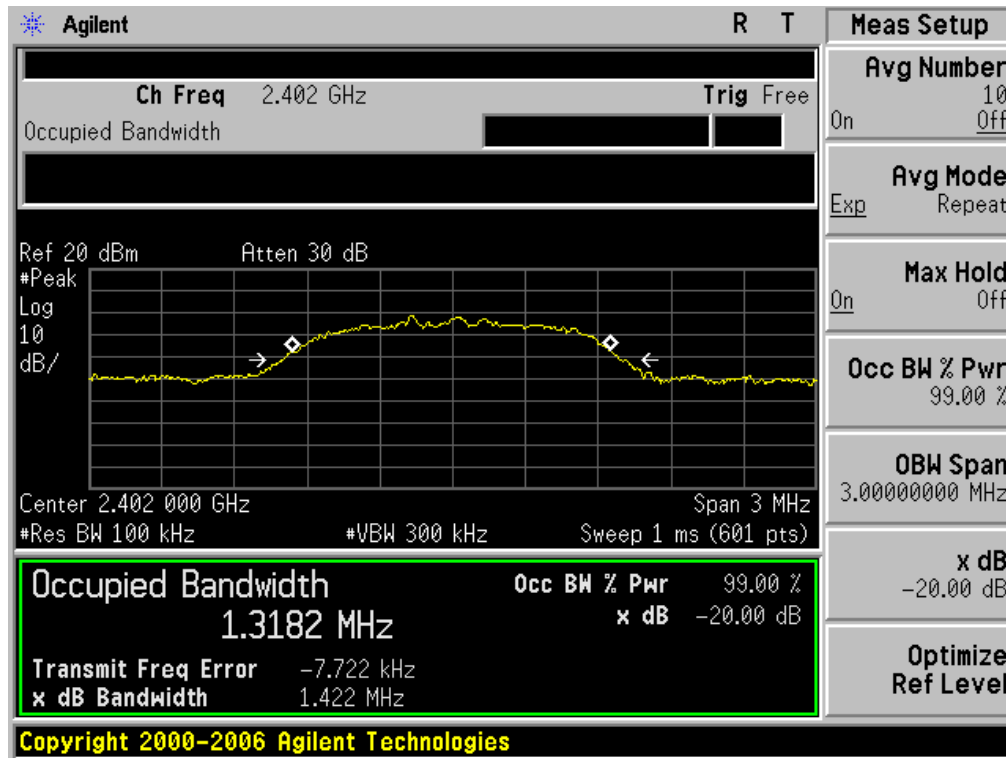 Agilent R T
Ch Freq 2.402 GHz Trig Free
Occupied Bandwidth
Ref 20 dBm Atten 30 dB
#Peak
Log
10
dB/
Center 2.402 000 GHz Span 3 MHz
#Res BW 100 kHz #VBW 300 kHz Sweep 1 ms (601 pts)
Occupied Bandwidth Occ BW % Pwr 99.00 %
1.3182 MHz x dB -20.00 dB
Transmit Freq Error -7.722 kHz
x dB Bandwidth 1.422 MHz
Copyright 2000-2006 Agilent Technologies
Meas Setup
Avg Number
10
On Off
Avg Mode
Exp Repeat
Max Hold
On Off
Occ BW % Pwr
99.00 %
OBW Span
3.00000000 MHz
x dB
-20.00 dB
Optimize
Ref Level